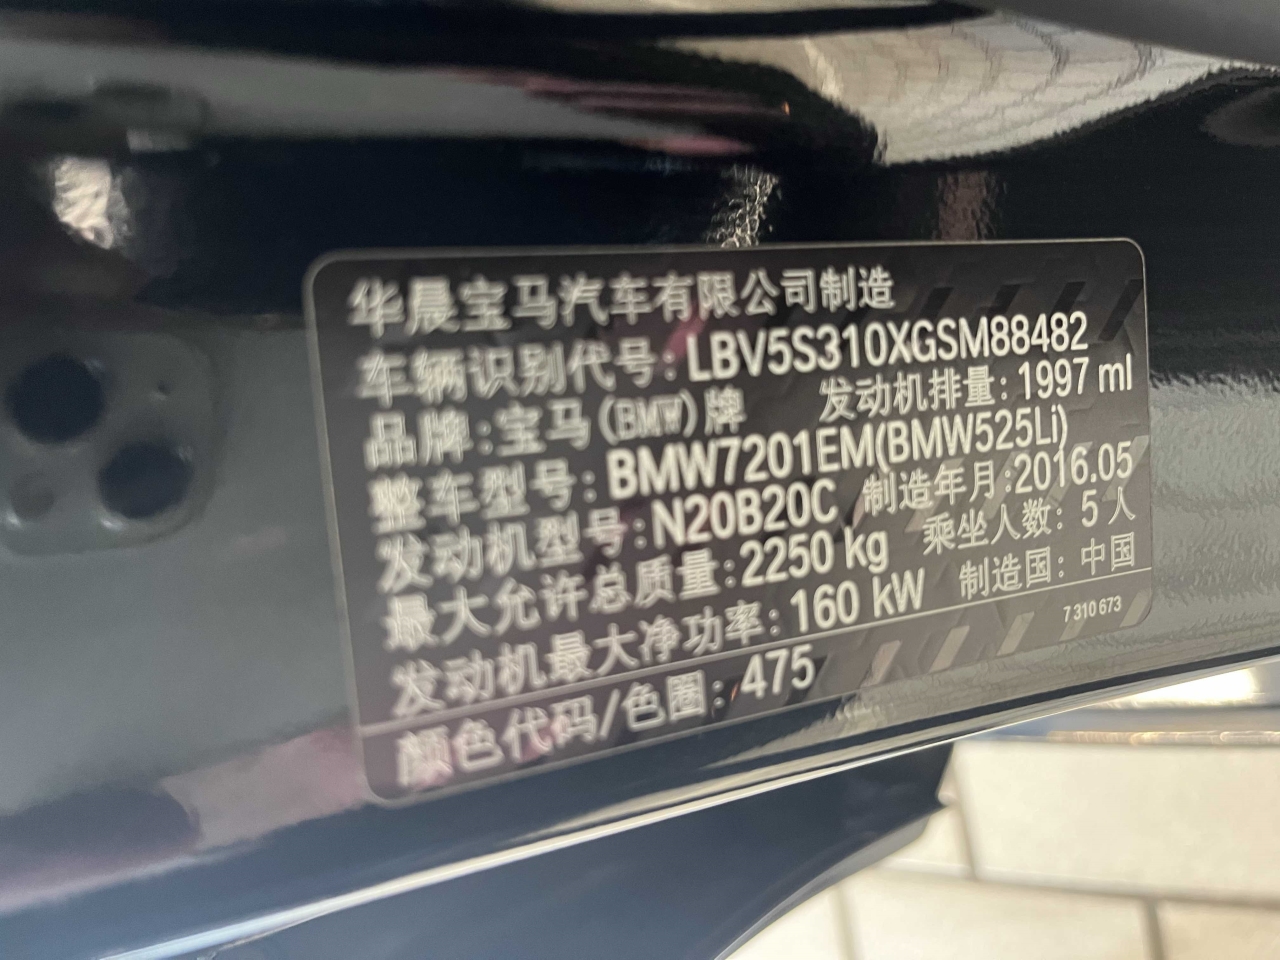 华晨宝马汽车有限公司制造
车辆识别代号：LBV5S310XGSM88482
品牌：宝马(BMW)牌 发动机排量：1997 ml
整车型号：BMW7201EM(BMW525Li)
发动机型号：N20B20C 制造年月：2016.05
最大允许总质量：2250 kg 乘坐人数：5 人
发动机最大净功率：160 kW 制造国：中国
7 310 673
颜色代码/色圈：475